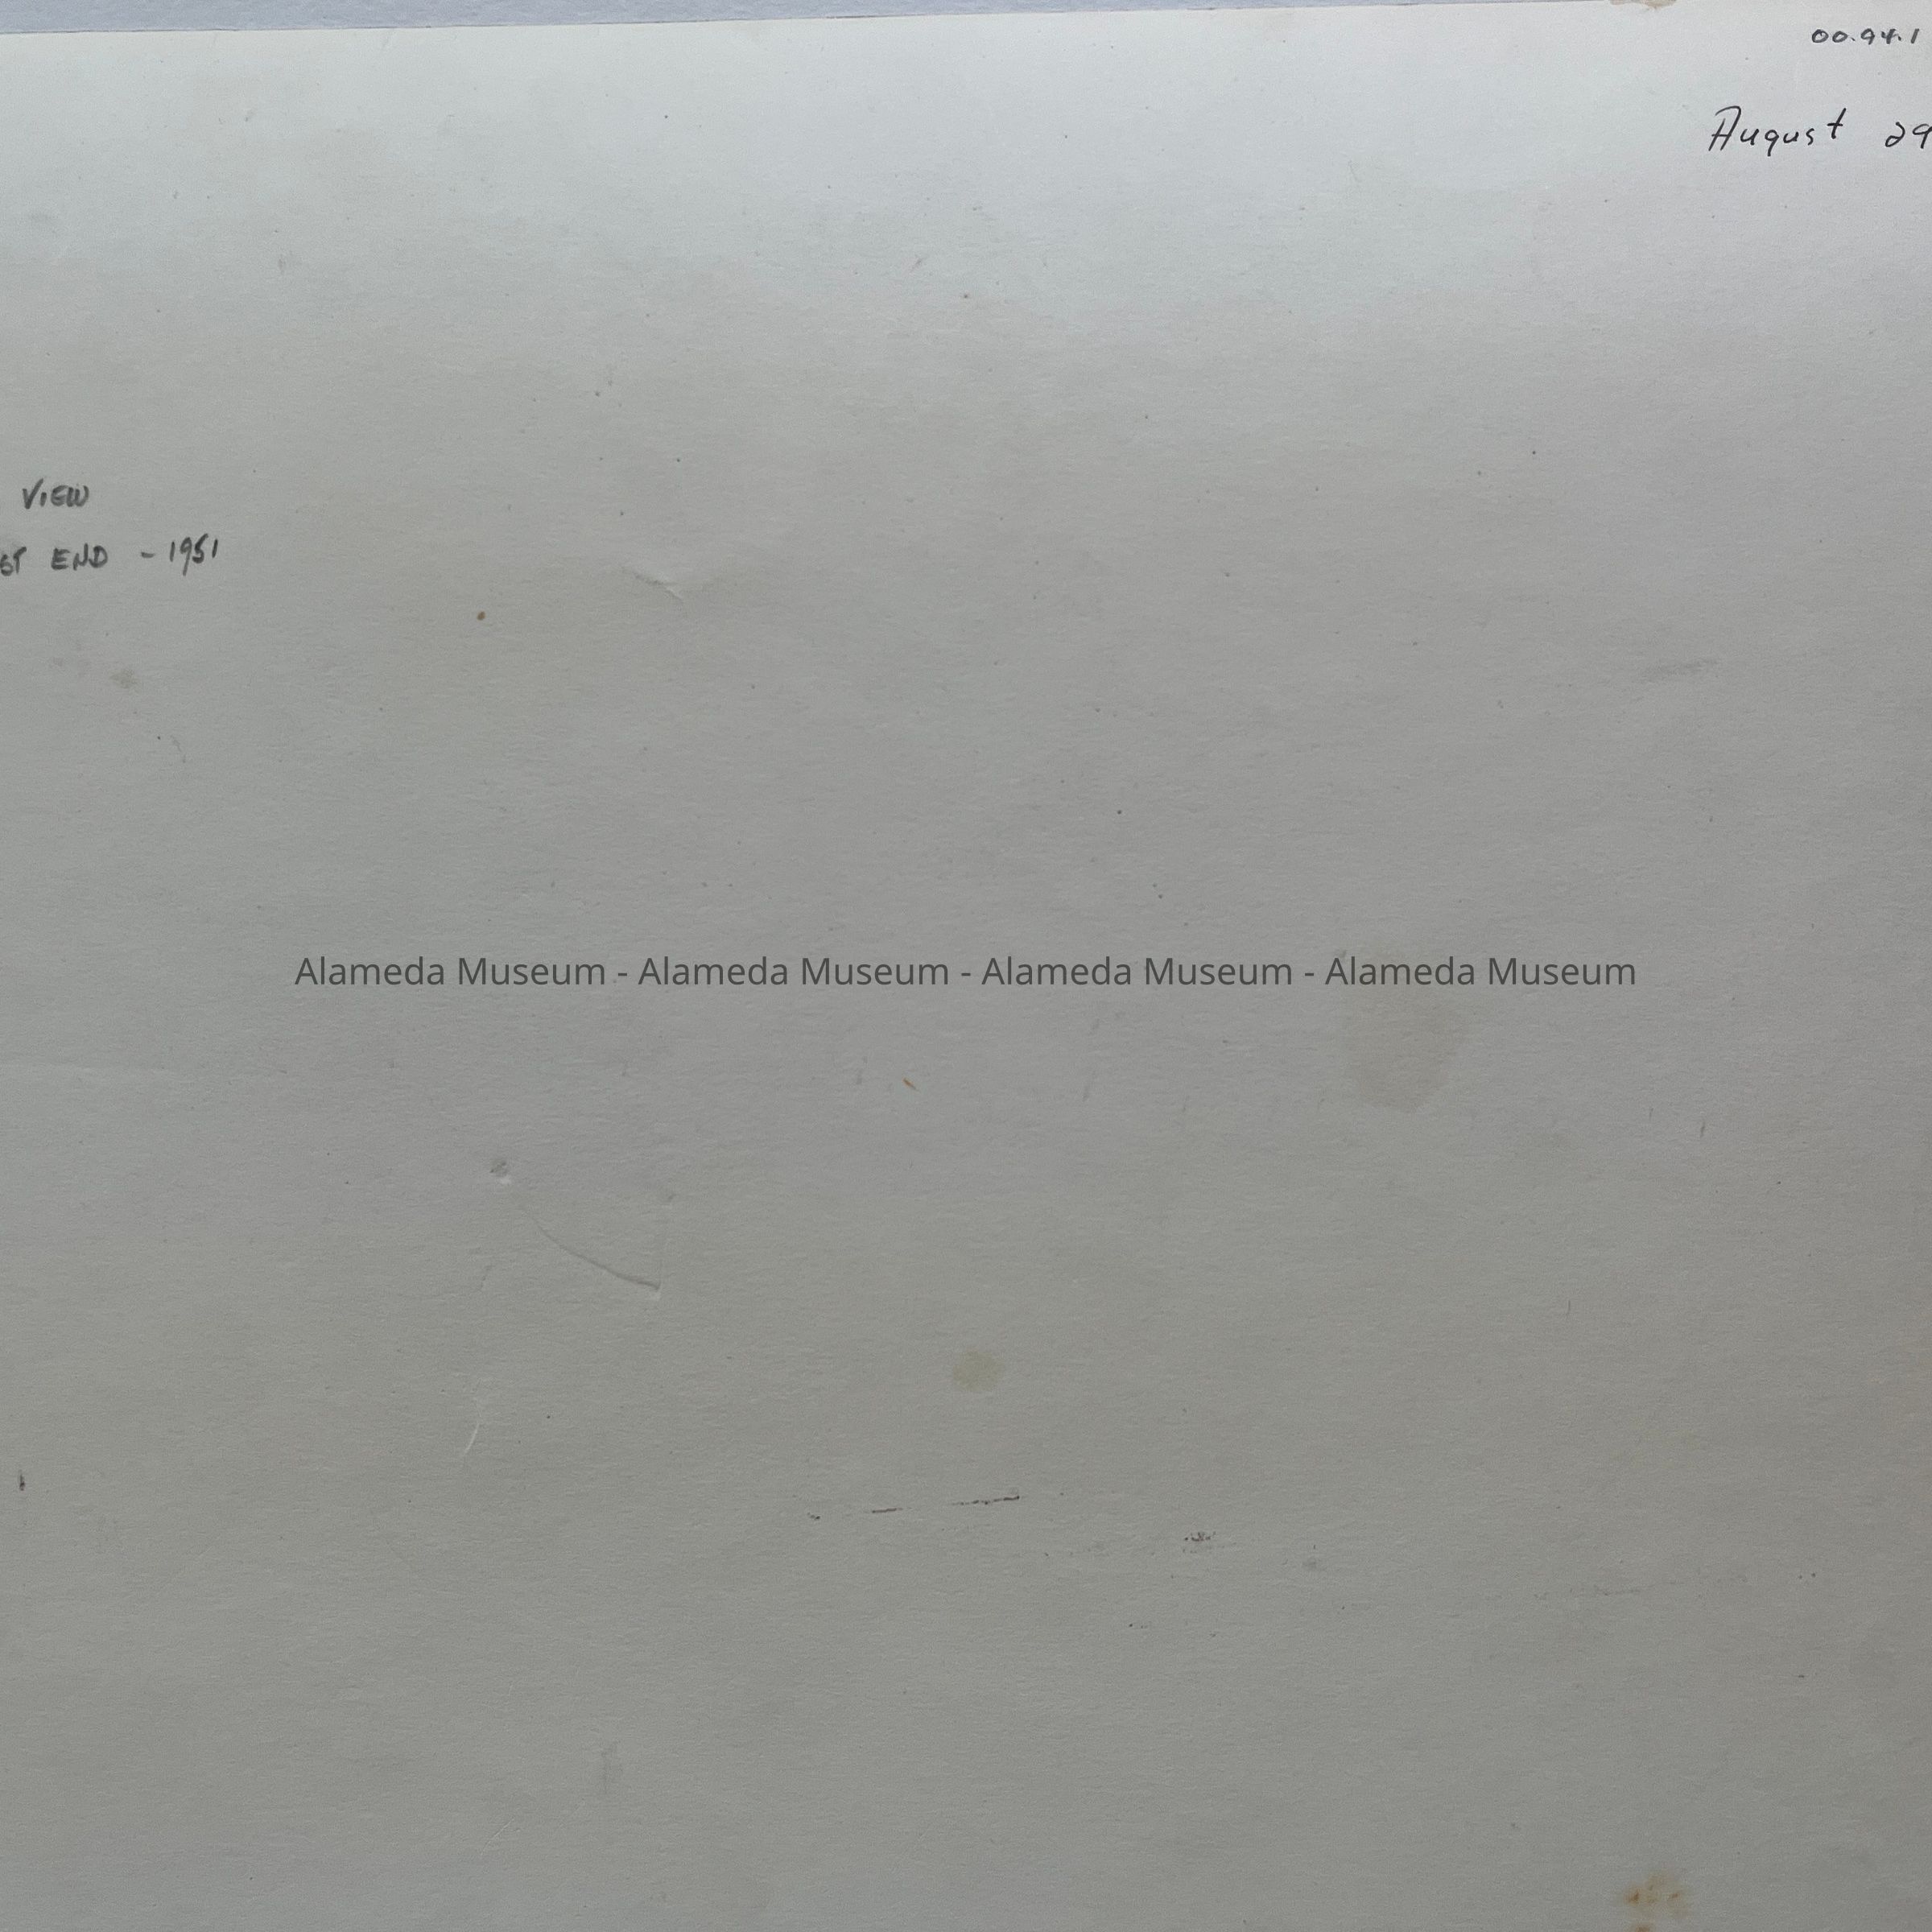 00.94.1
August 29
VIEW
ST END - 1951
Alameda Museum - Alameda Museum - Alameda Museum - Alameda Museum